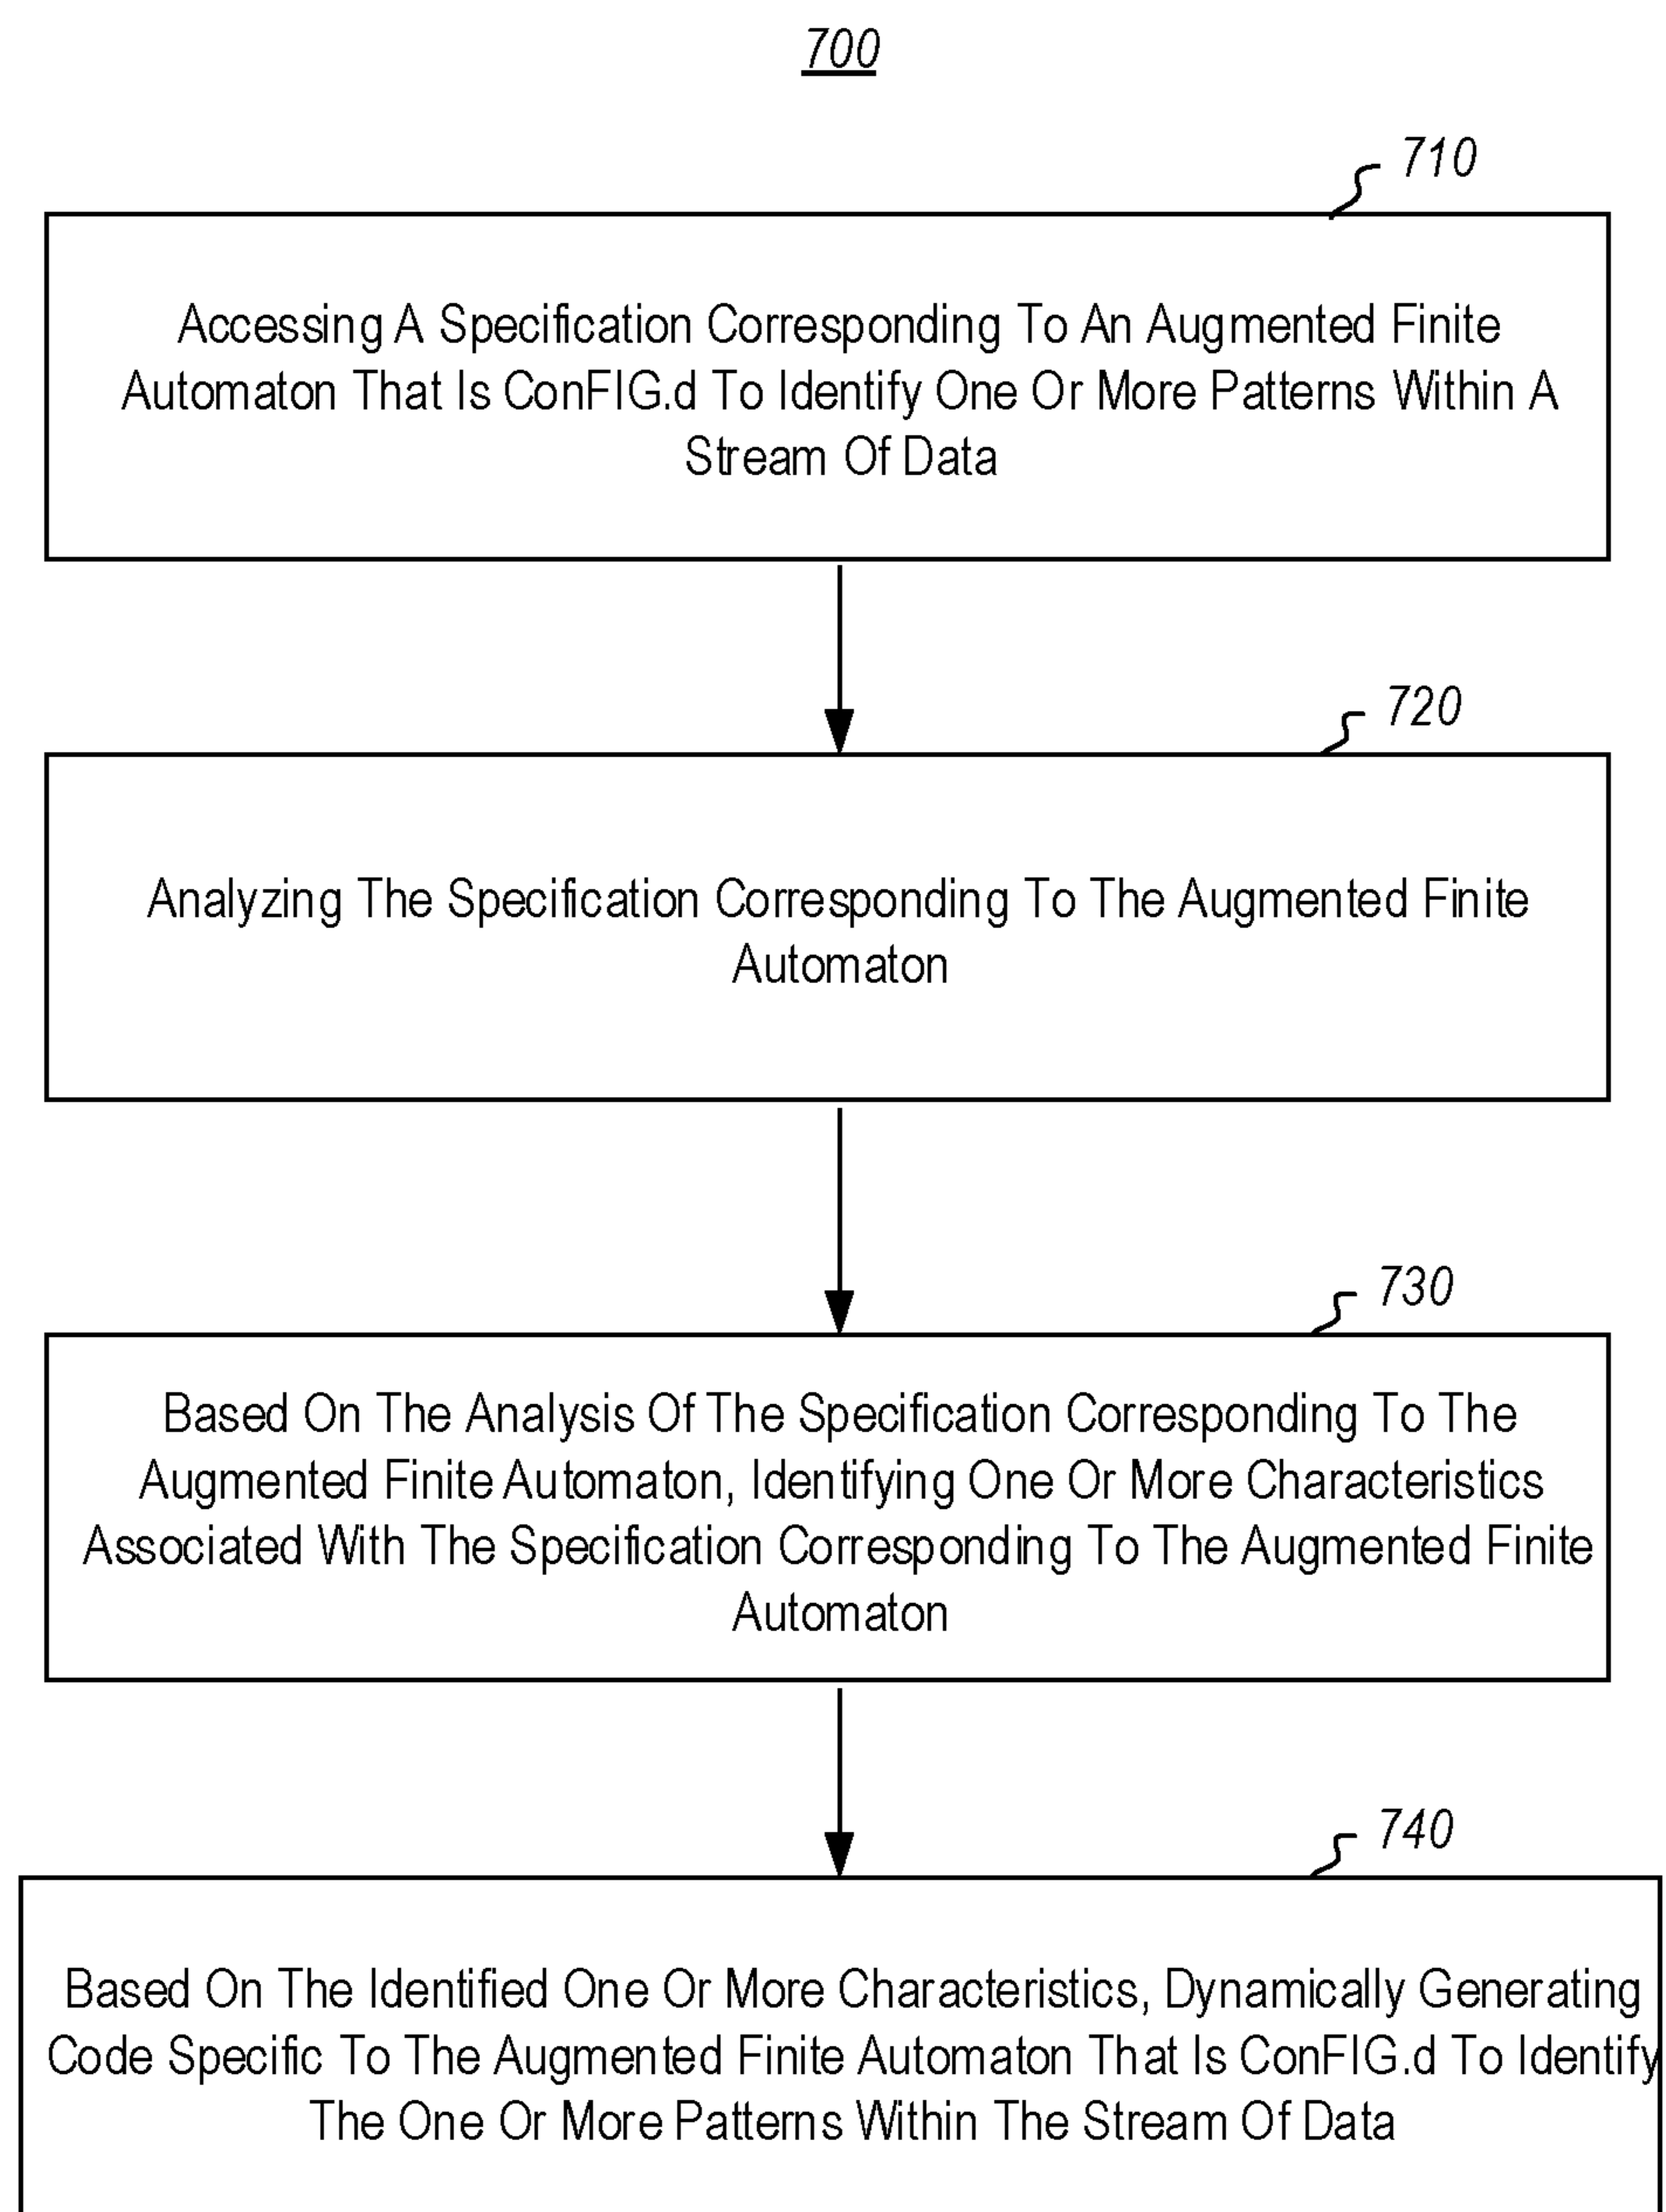 700
710
Accessing A Specification Corresponding To An Augmented Finite
Automaton That Is ConFIG.d To Identify One Or More Patterns Within A
Stream Of Data
720
Analyzing The Specification Corresponding To The Augmented Finite
Automaton
730
Based On The Analysis Of The Specification Corresponding To The
Augmented Finite Automaton, Identifying One Or More Characteristics
Associated With The Specification Corresponding To The Augmented Finite
Automaton
740
Based On The Identified One Or More Characteristics, Dynamically Generating
Code Specific To The Augmented Finite Automaton That Is ConFIG.d To Identify
The One Or More Patterns Within The Stream Of Data